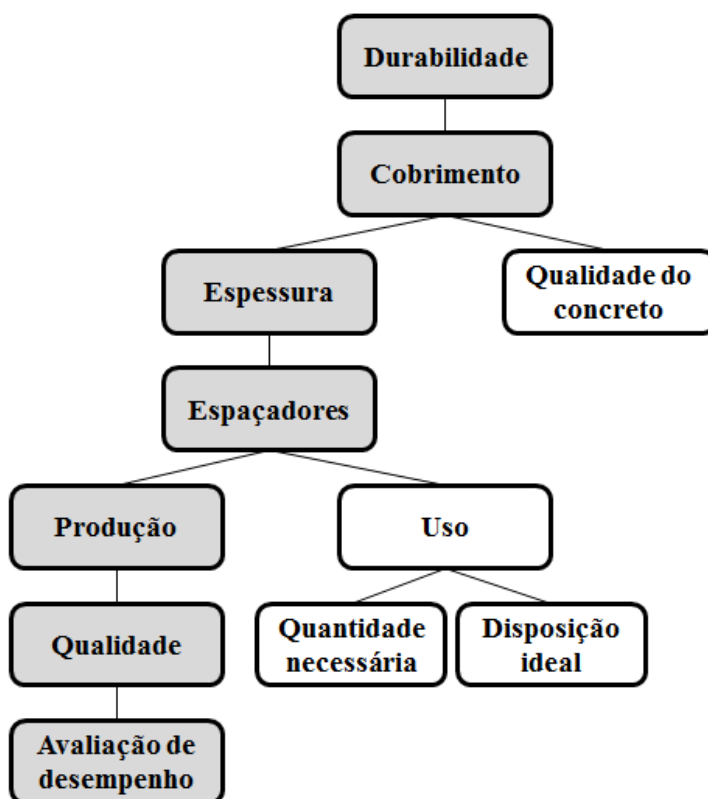 Durabilidade
Cobrimento
Espessura
Qualidade do
concreto
Espaçadores
Produção
Uso
Qualidade
Quantidade
necessária
Disposição
ideal
Avaliação de
desempenho